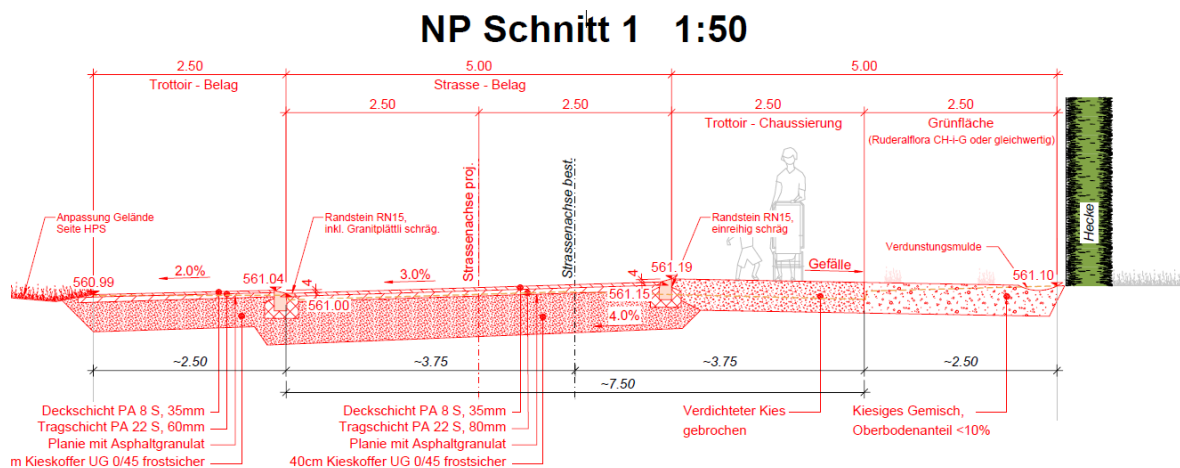 NP Schnitt 1 1:50
2.50 5.00 5.00
Trottoir - Belag Strasse - Belag
2.50 2.50 2.50 2.50
Trottoir - Chaussierung Grünfläche
(Ruderalflora CH-i-G oder gleichwertig)
Strassenachse proj.
Strassenachse best.
Hecke
Anpassung Gelände
Seite HPS
Randstein RN15,
inkl. Granitplättli schräg.
Randstein RN15,
einreihig schräg
Verdunstungsmulde
Gefälle
2.0% 3.0%
560.99 561.04 4 561.00 4 561.19 561.15 561.10
4.0%
~2.50 ~3.75 ~3.75 ~2.50
~7.50
Deckschicht PA 8 S, 35mm
Tragschicht PA 22 S, 60mm
Planie mit Asphaltgranulat
m Kieskoffer UG 0/45 frostsicher
Deckschicht PA 8 S, 35mm
Tragschicht PA 22 S, 80mm
Planie mit Asphaltgranulat
40cm Kieskoffer UG 0/45 frostsicher
Verdichteter Kies
gebrochen
Kiesiges Gemisch,
Oberbodenanteil <10%